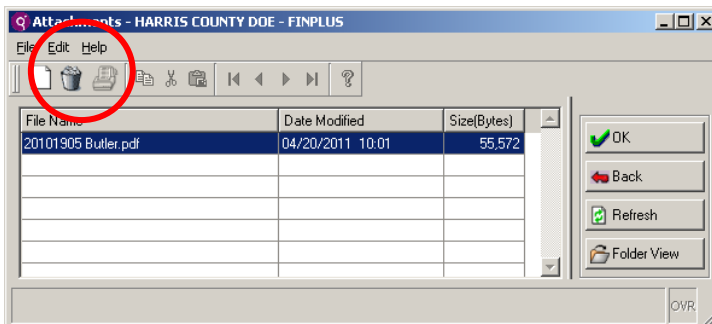 Attachments - HARRIS COUNTY DOE - FINPLUS
File Edit Help
File Name Date Modified Size(Bytes)
20101905 Butler.pdf 04/20/2011 10:01 55,572
OK
Back
Refresh
Folder View
OVR